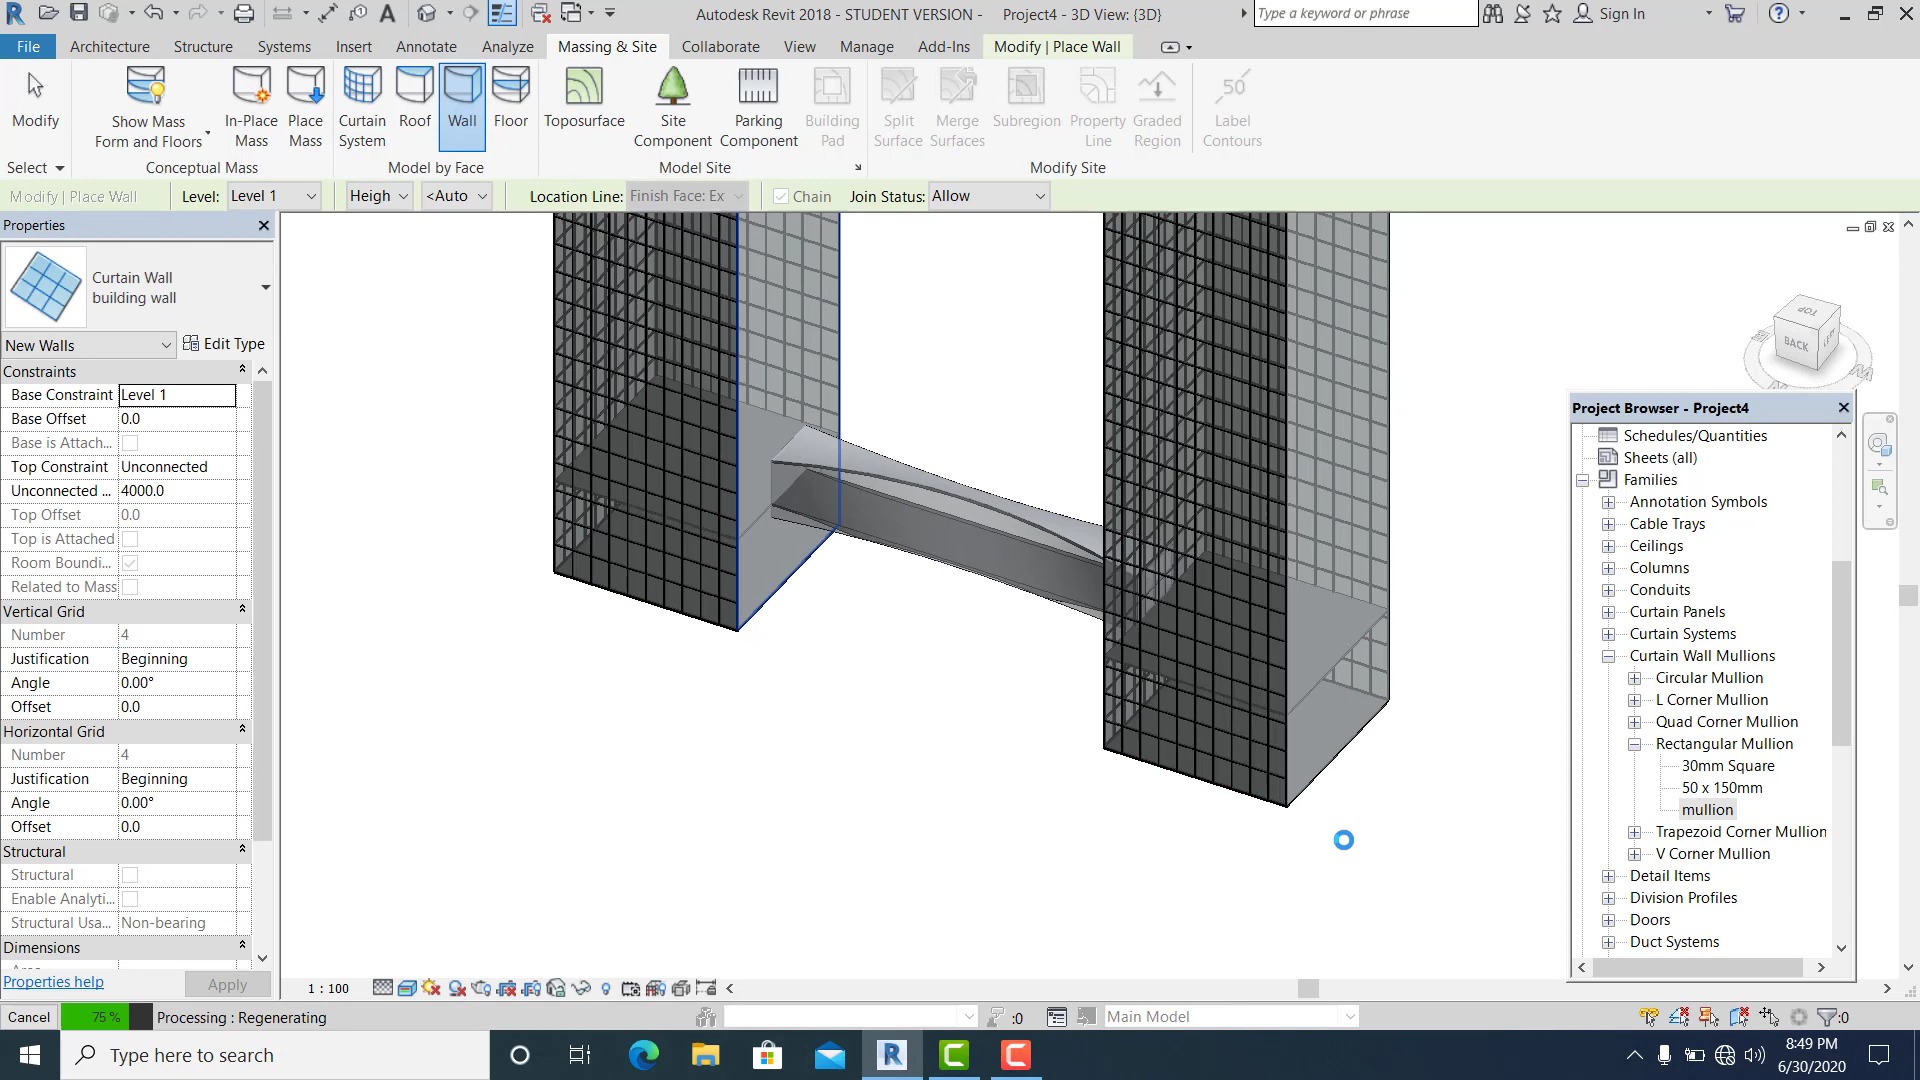 Autodesk Revit 2018 - STUDENT VERSION - Project4 - 3D View: {3D}
Type a keyword or phrase
Sign In
File Architecture Structure Systems Insert Annotate Analyze Massing & Site Collaborate View Manage Add-Ins Modify | Place Wall
Modify
Show Mass Form and Floors
In-Place Mass
Place Mass
Curtain System
Roof
Wall
Floor
Toposurface
Site Component
Parking Component
Building Pad
Split Surface
Merge Surfaces
Subregion
Property Line
Graded Region
50
Label Contours
Select
Conceptual Mass
Model by Face
Model Site
Modify Site
Modify | Place Wall
Level: Level 1
Heigh
<Auto
Location Line: Finish Face: Ex
Chain
Join Status: Allow
Properties
Curtain Wall
building wall
New Walls
Edit Type
Constraints
Base Constraint Level 1
Base Offset 0.0
Base is Attach...
Top Constraint Unconnected
Unconnected ... 4000.0
Top Offset 0.0
Top is Attached
Room Boundi...
Related to Mass
Vertical Grid
Number 4
Justification Beginning
Angle 0.00°
Offset 0.0
Horizontal Grid
Number 4
Justification Beginning
Angle 0.00°
Offset 0.0
Structural
Structural
Enable Analyti...
Structural Usa... Non-bearing
Dimensions
Properties help
Apply
TOP
BACK
Project Browser - Project4
Schedules/Quantities
Sheets (all)
Families
Annotation Symbols
Cable Trays
Ceilings
Columns
Conduits
Curtain Panels
Curtain Systems
Curtain Wall Mullions
Circular Mullion
L Corner Mullion
Quad Corner Mullion
Rectangular Mullion
30mm Square
50 x 150mm
mullion
Trapezoid Corner Mullion
V Corner Mullion
Detail Items
Division Profiles
Doors
Duct Systems
1 : 100
Cancel 75 % Processing : Regenerating
:0
Main Model
:0
Type here to search
8:49 PM
6/30/2020